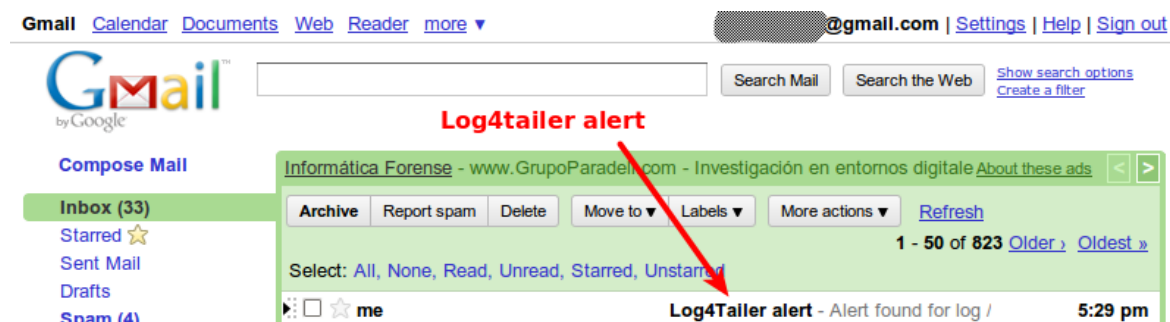 Gmail Calendar Documents Web Reader more ▼ @gmail.com | Settings | Help | Sign out
Gmail™
by Google
Search Mail Search the Web Show search options
Create a filter
Log4tailer alert
Compose Mail
Informática Forense - www.GrupoParadell.com - Investigación en entornos digitale About these ads < >
Inbox (33)
Archive Report spam Delete Move to ▼ Labels ▼ More actions ▼ Refresh
Starred
1 - 50 of 823 Older › Oldest »
Sent Mail
Select: All, None, Read, Unread, Starred, Unstarred
Drafts
me Log4Tailer alert - Alert found for log / 5:29 pm
Spam (4)